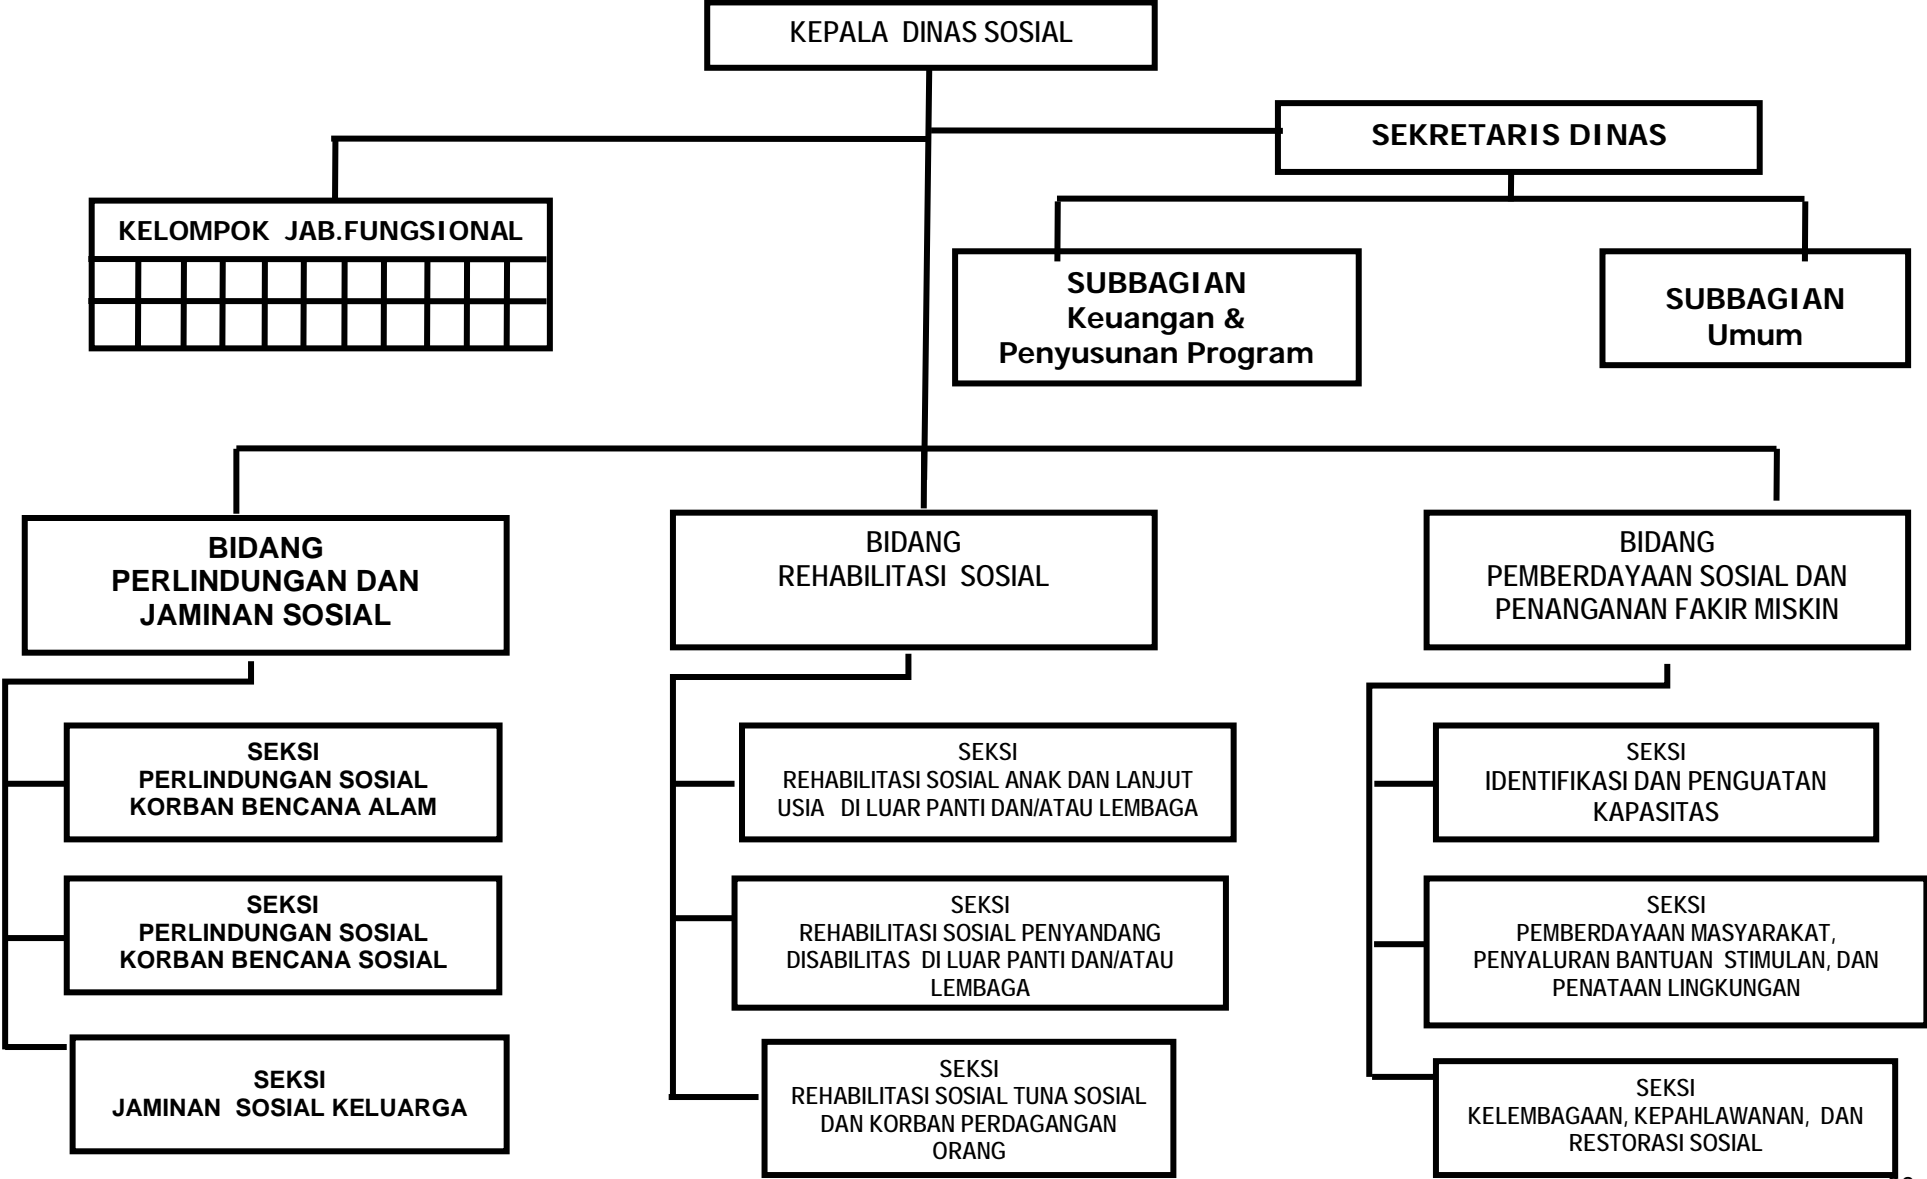 KEPALA DINAS SOSIAL
SEKRETARIS DINAS
KELOMPOK JAB.FUNGSIONAL
SUBBAGIAN
Keuangan &
Penyusunan Program
SUBBAGIAN
Umum
BIDANG
PERLINDUNGAN DAN
JAMINAN SOSIAL
BIDANG
REHABILITASI SOSIAL
BIDANG
PEMBERDAYAAN SOSIAL DAN
PENANGANAN FAKIR MISKIN
SEKSI
PERLINDUNGAN SOSIAL
KORBAN BENCANA ALAM
SEKSI
REHABILITASI SOSIAL ANAK DAN LANJUT
USIA DI LUAR PANTI DAN/ATAU LEMBAGA
SEKSI
IDENTIFIKASI DAN PENGUATAN
KAPASITAS
SEKSI
PERLINDUNGAN SOSIAL
KORBAN BENCANA SOSIAL
SEKSI
REHABILITASI SOSIAL PENYANDANG
DISABILITAS DI LUAR PANTI DAN/ATAU
LEMBAGA
SEKSI
PEMBERDAYAAN MASYARAKAT,
PENYALURAN BANTUAN STIMULAN, DAN
PENATAAN LINGKUNGAN
SEKSI
JAMINAN SOSIAL KELUARGA
SEKSI
REHABILITASI SOSIAL TUNA SOSIAL
DAN KORBAN PERDAGANGAN
ORANG
SEKSI
KELEMBAGAAN, KEPAHLAWANAN, DAN
RESTORASI SOSIAL